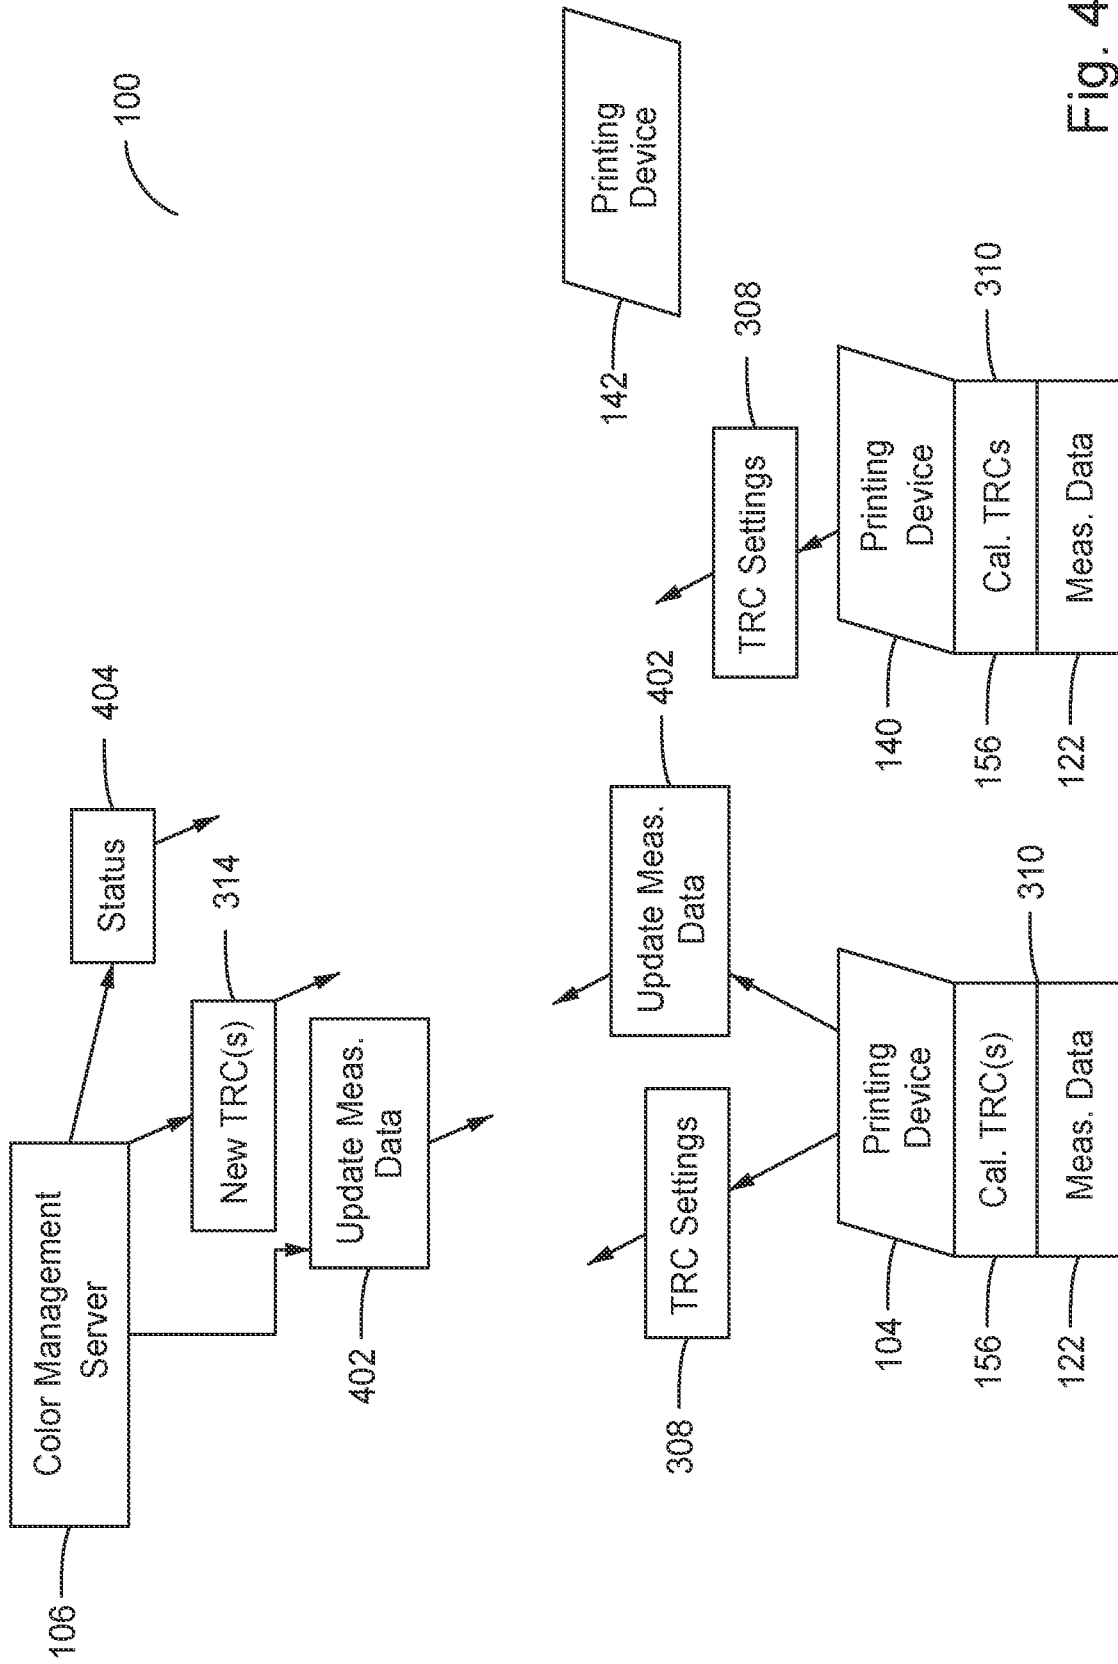 100
106
Color Management
Server
Status
404
New TRC(s)
314
Update Meas.
Data
402
308
TRC Settings
Update Meas.
Data
402
TRC Settings
308
142
Printing
Device
104
Printing
Device
156
Cal. TRC(s)
310
122
Meas. Data
140
Printing
Device
156
Cal. TRCs
310
122
Meas. Data
Fig. 4